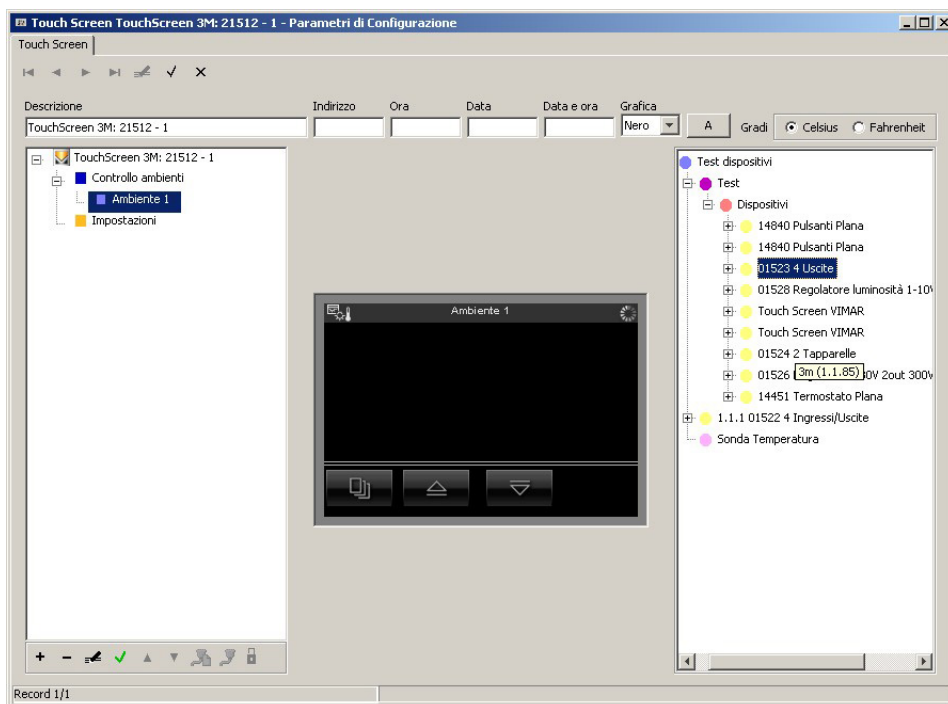 Touch Screen TouchScreen 3M: 21512 - 1 - Parametri di Configurazione
Touch Screen
Descrizione Indirizzo Ora Data Data e ora Grafica
TouchScreen 3M: 21512 - 1 Nero A Gradi Celsius Fahrenheit
TouchScreen 3M: 21512 - 1
Controllo ambienti
Ambiente 1
Impostazioni
Ambiente 1
Test dispositivi
Test
Dispositivi
14840 Pulsanti Plana
14840 Pulsanti Plana
01523 4 Uscite
01528 Regolatore luminosità 1-10V
Touch Screen VIMAR
Touch Screen VIMAR
01524 2 Tapparelle
01526 0V 2out 300
3m (1.1.85)
14451 Termostato Plana
1.1.1 01522 4 Ingressi/Uscite
Sonda Temperatura
Record 1/1